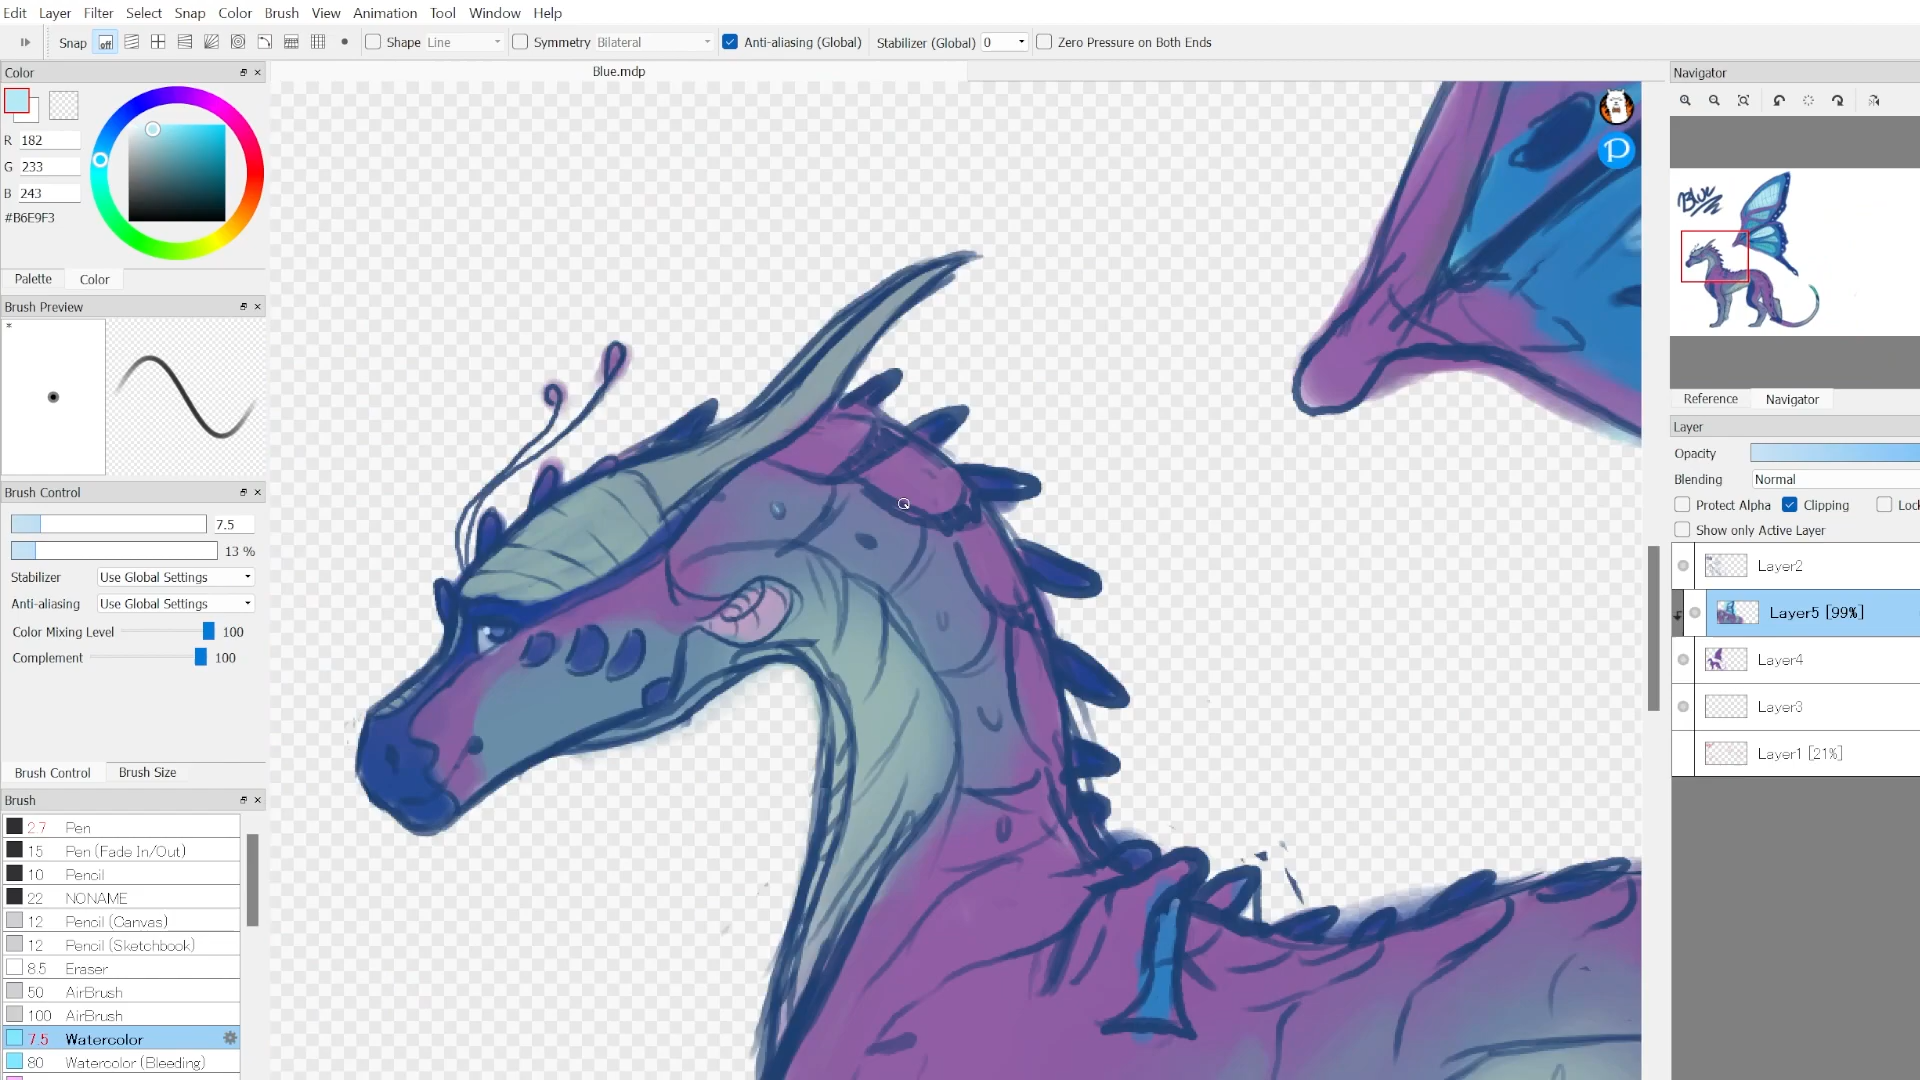 Edit Layer Filter Select Snap Color Brush View Animation Tool Window Help
Snap off Shape Line Symmetry Bilateral Anti-aliasing (Global) Stabilizer (Global) 0 Zero Pressure on Both Ends
Color
Blue.mdp
Navigator
R 182
G 233
B 243
#B6E9F3
Blue
Palette Color
Brush Preview
*
Reference Navigator
Layer
Opacity
Blending Normal
Protect Alpha Clipping Lock
Show only Active Layer
Brush Control
7.5
13 %
Stabilizer Use Global Settings
Anti-aliasing Use Global Settings
Color Mixing Level 100
Complement 100
Layer2
Layer5 [99%]
Layer4
Layer3
Layer1 [21%]
Brush Control Brush Size
Brush
2.7 Pen
15 Pen (Fade In/Out)
10 Pencil
22 NONAME
12 Pencil (Canvas)
12 Pencil (Sketchbook)
8.5 Eraser
50 AirBrush
100 AirBrush
7.5 Watercolor
80 Watercolor (Bleeding)